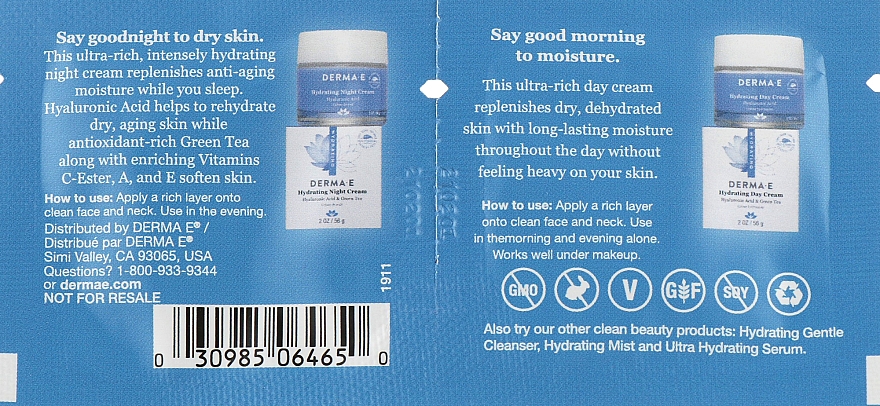 Say goodnight to dry skin.
This ultra-rich, intensely hydrating
night cream replenishes anti-aging
moisture while you sleep.
Hyaluronic Acid helps to rehydrate
dry, aging skin while
antioxidant-rich Green Tea
along with enriching Vitamins
C-Ester, A, and E soften skin.
How to use: Apply a rich layer onto
clean face and neck. Use in the evening.
Distributed by DERMA E® /
Distribué par DERMA E®
Simi Valley, CA 93065, USA
Questions? 1-800-933-9344
or dermae.com
NOT FOR RESALE
DERMA·E
Hydrating Night Cream
Hyaluronic Acid
HYDRATING
DERMA·E
Hydrating Night Cream
Hyaluronic Acid & Green Tea
2 OZ / 56 g
1911
0 30985 06465 0
Say good morning
to moisture.
This ultra-rich day cream
replenishes dry, dehydrated
skin with long-lasting moisture
throughout the day without
feeling heavy on your skin.
How to use: Apply a rich layer
onto clean face and neck. Use
in themorning and evening alone.
Works well under makeup.
DERMA·E
Hydrating Day Cream
Hyaluronic Acid
HYDRATING
DERMA·E
Hydrating Day Cream
Hyaluronic Acid & Green Tea
2 OZ / 56 g
GMO
V
GF
SOY
Also try our other clean beauty products: Hydrating Gentle
Cleanser, Hydrating Mist and Ultra Hydrating Serum.